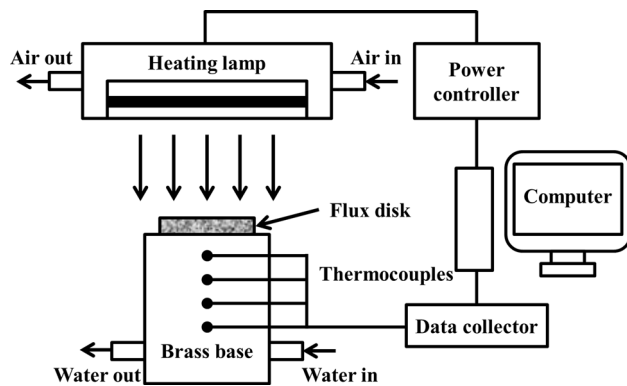 Air out
Heating lamp
Air in
Power
controller
Computer
Flux disk
Thermocouples
Data collector
Brass base
Water out
Water in